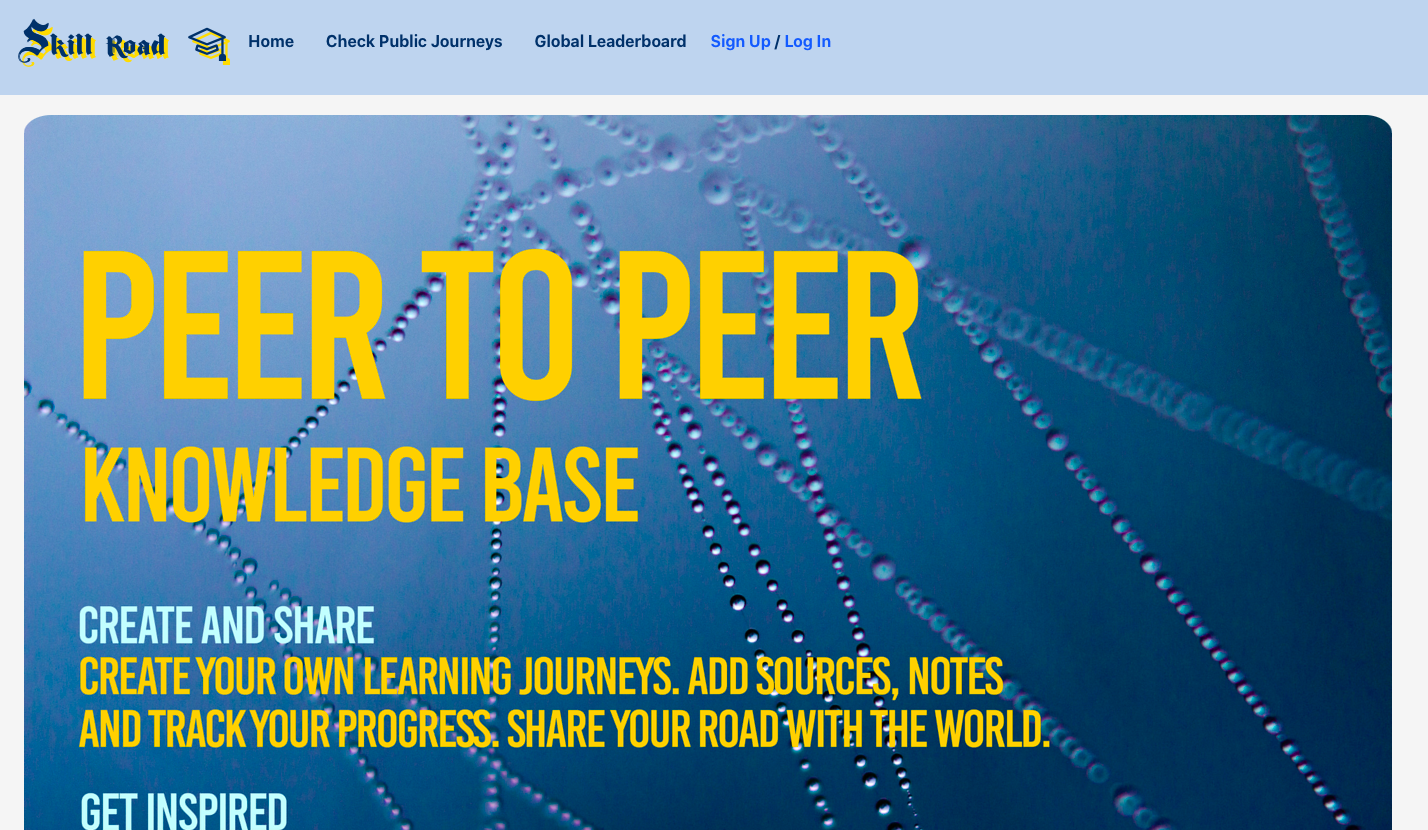 Skill Road
Home Check Public Journeys Global Leaderboard Sign Up / Log In
PEER TO PEER
KNOWLEDGE BASE
CREATE AND SHARE
CREATE YOUR OWN LEARNING JOURNEYS. ADD SOURCES, NOTES
AND TRACK YOUR PROGRESS. SHARE YOUR ROAD WITH THE WORLD.
GET INSPIRED